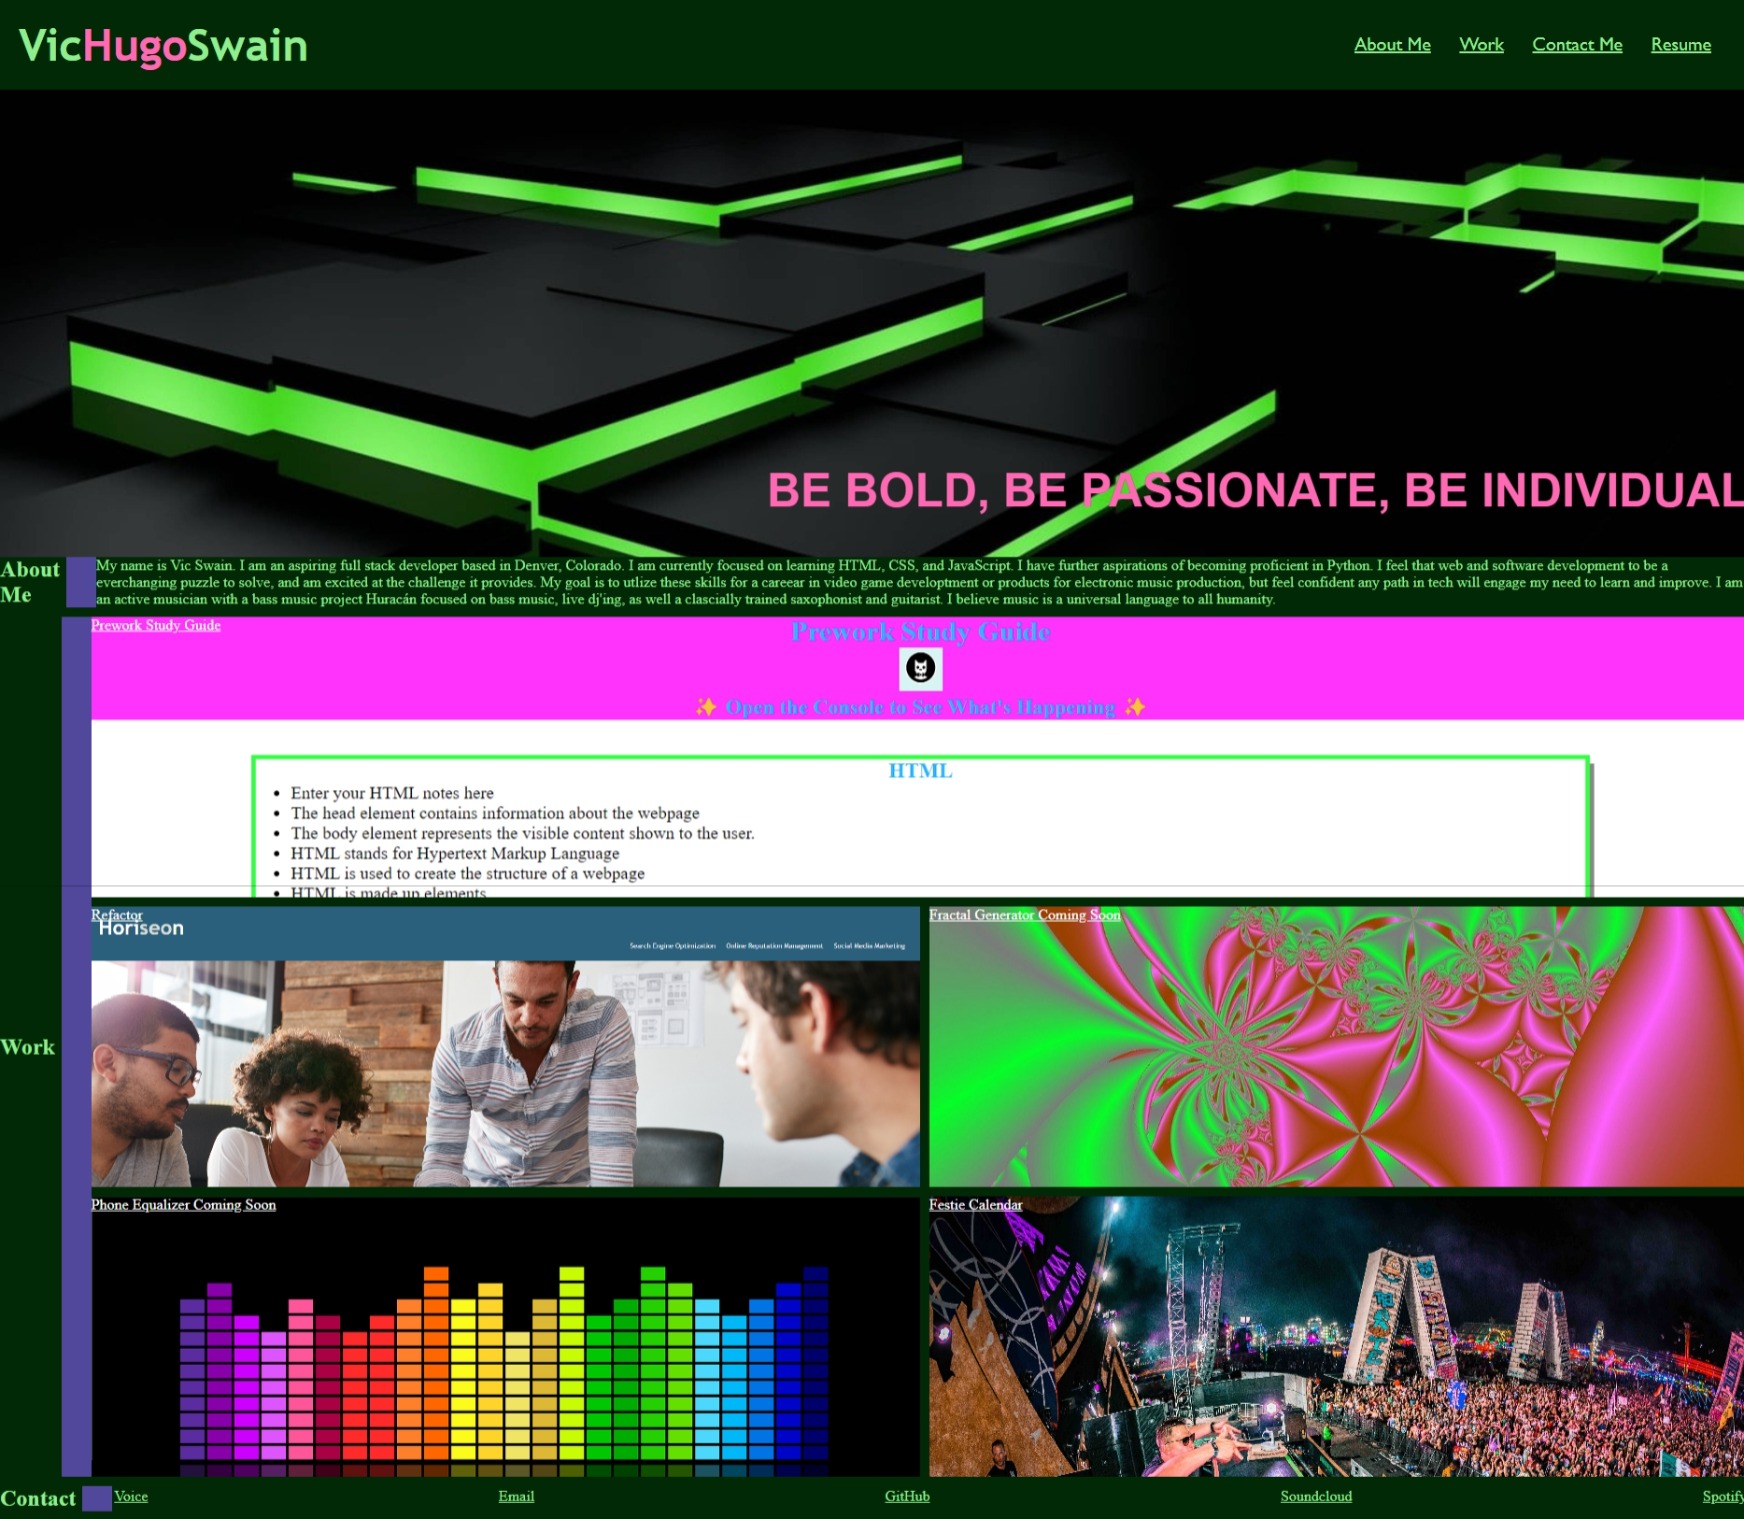 VicHugoSwain
About Me Work Contact Me Resume
BE BOLD, BE PASSIONATE, BE INDIVIDUAL
About
Me
My name is Vic Swain. I am an aspiring full stack developer based in Denver, Colorado. I am currently focused on learning HTML, CSS, and JavaScript. I have further aspirations of becoming proficient in Python. I feel that web and software development to be a
everchanging puzzle to solve, and am excited at the challenge it provides. My goal is to utlize these skills for a careear in video game developtment or products for electronic music production, but feel confident any path in tech will engage my need to learn and improve. I am
an active musician with a bass music project Huracán focused on bass music, live dj'ing, as well a clascially trained saxophonist and guitarist. I believe music is a universal language to all humanity.
Prework Study Guide
Prework Study Guide
✨ Open the Console to See What's Happening ✨
HTML
• Enter your HTML notes here
• The head element contains information about the webpage
• The body element represents the visible content shown to the user.
• HTML stands for Hypertext Markup Language
• HTML is used to create the structure of a webpage
• HTML is made up elements
Work
Refactor
Horiseon
Search Engine Optimization Online Reputation Management Social Media Marketing
Fractal Generator Coming Soon
Phone Equalizer Coming Soon
Festie Calendar
Contact
Voice Email GitHub Soundcloud Spotify